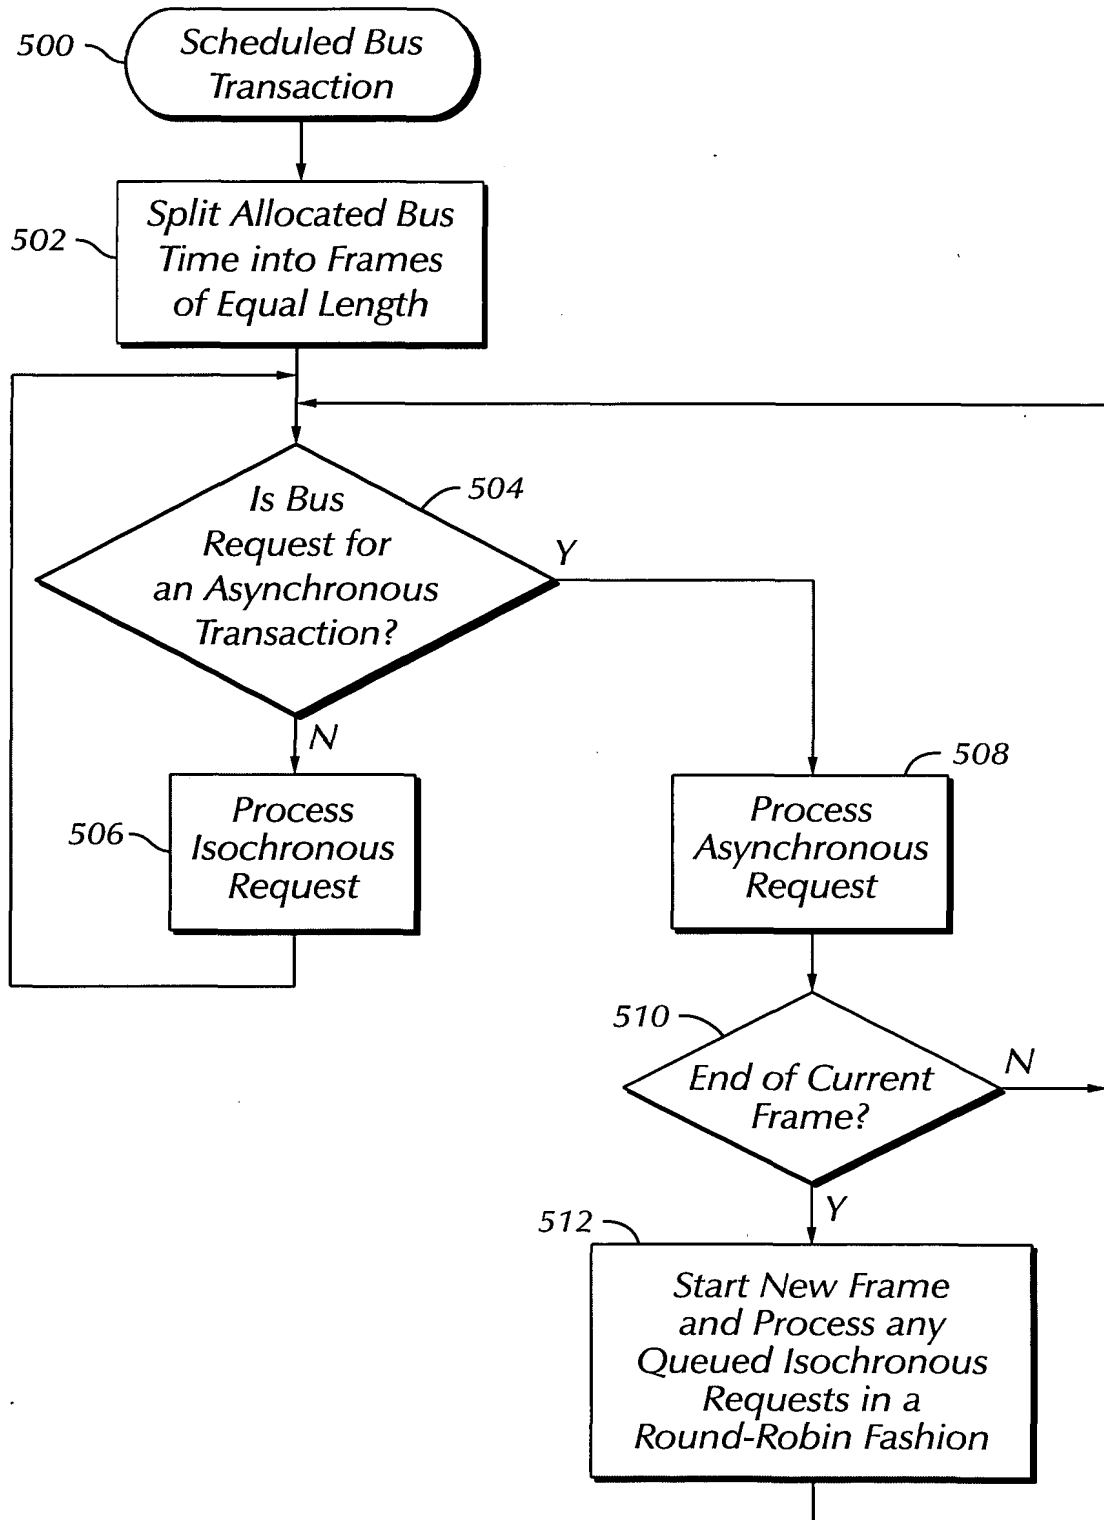 500
Scheduled Bus
Transaction
502
Split Allocated Bus
Time into Frames
of Equal Length
504
Is Bus
Request for
an Asynchronous
Transaction?
Y
N
506
Process
Isochronous
Request
508
Process
Asynchronous
Request
510
End of Current
Frame?
N
Y
512
Start New Frame
and Process any
Queued Isochronous
Requests in a
Round-Robin Fashion